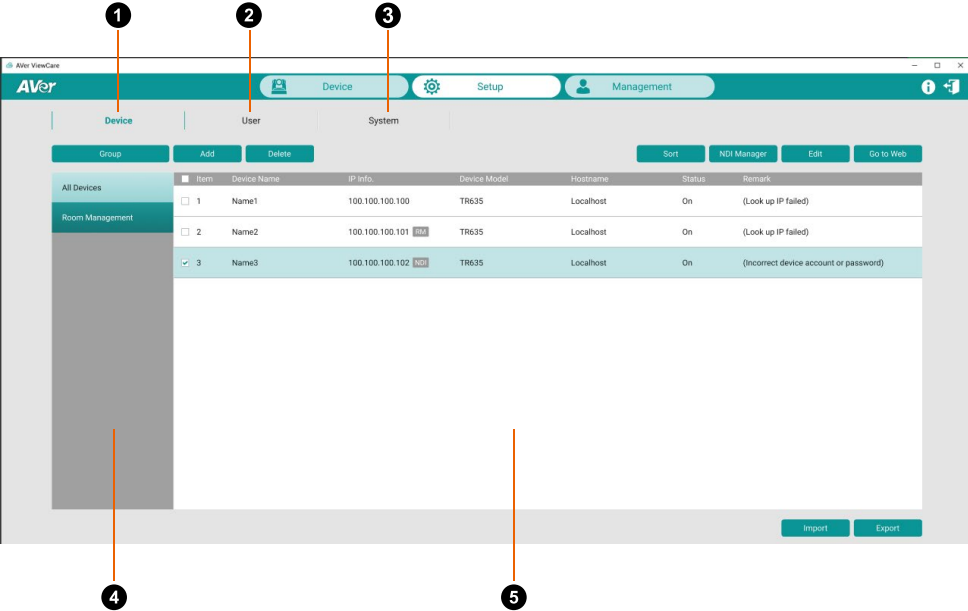 1 2 3
AVer ViewCare
AVer Device Setup Management
Device User System
Group Add Delete Sort NDI Manager Edit Go to Web
All Devices
Room Management
Item Device Name IP Info. Device Model Hostname Status Remark
1 Name1 100.100.100.100 TR635 Localhost On (Look up IP failed)
2 Name2 100.100.100.101 RM TR635 Localhost On (Look up IP failed)
3 Name3 100.100.100.102 NDI TR635 Localhost On (Incorrect device account or password)
Import Export
4 5